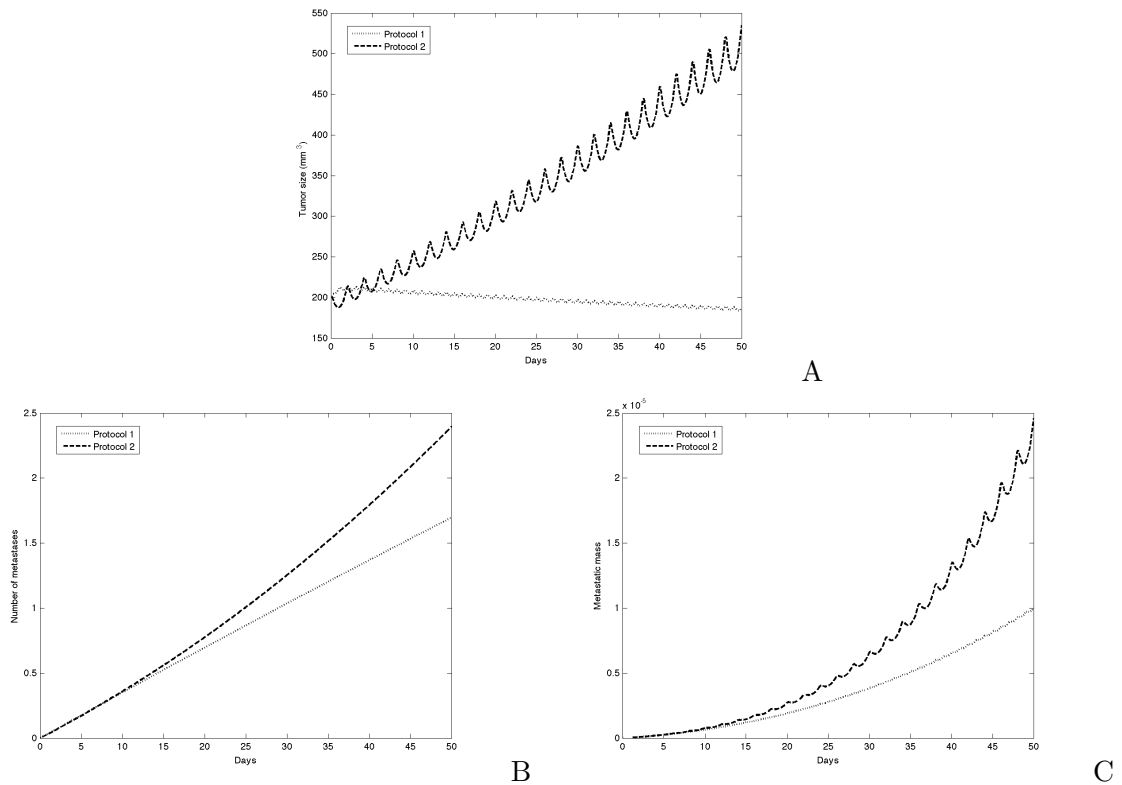 550
500
450
400
350
300
250
200
150
Tumor size (mm 3)
Protocol 1
Protocol 2
0 5 10 15 20 25 30 35 40 45 50
Days
A
2.5
2
1.5
1
0.5
0
Number of metastases
Protocol 1
Protocol 2
0 5 10 15 20 25 30 35 40 45 50
Days
B
x 10-5
2.5
2
1.5
1
0.5
0
Metastatic mass
Protocol 1
Protocol 2
0 5 10 15 20 25 30 35 40 45 50
Days
C